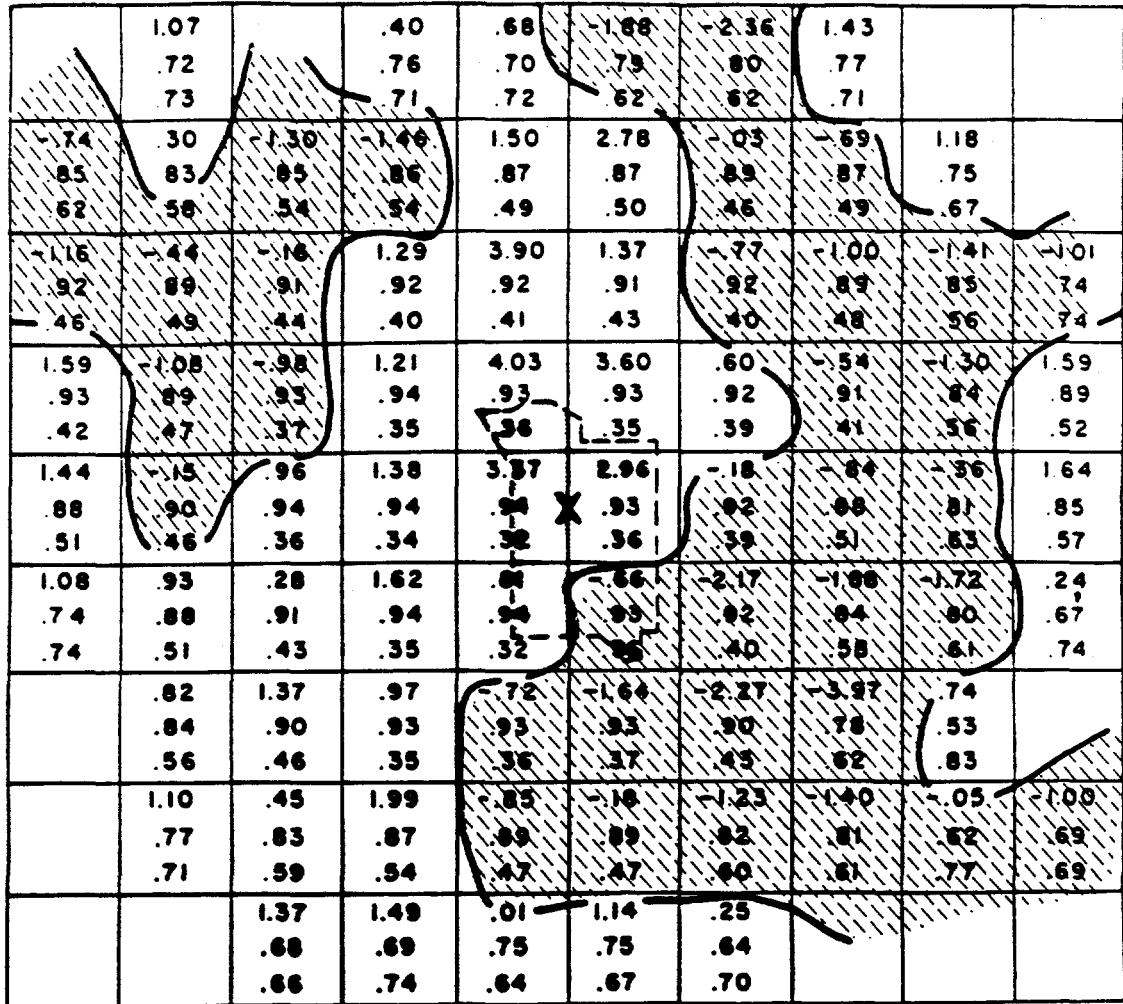 1.07 .40 .68 -1.88 -2.36 1.43
.72 .76 .70 .79 .80 .77
.73 .71 .72 .62 .62 .71
-.74 .30 -1.30 -1.46 1.50 2.78 -.03 -.69 1.18
.85 .83 .85 .86 .87 .87 .89 .87 .75
.62 .58 .54 .54 .49 .50 .46 .49 .67
-1.16 -.44 -.16 1.29 3.90 1.37 -.77 -1.00 -1.41 -1.01
.92 .89 .91 .92 .92 .91 .92 .89 .85 .74
.46 .49 .44 .40 .41 .43 .40 .48 .56 .74
1.59 -1.08 -.98 1.21 4.03 3.60 .60 -.54 -1.30 1.59
.93 .89 .93 .94 .93 .93 .92 .91 .84 .89
.42 .47 .37 .35 .36 .35 .39 .41 .56 .52
1.44 -.15 .96 1.38 3.37 2.96 -.18 -.84 -.36 1.64
.88 .90 .94 .94 .94 X .93 .92 .88 .81 .85
.51 .46 .36 .34 .32 .36 .39 .51 .63 .57
1.08 .93 .28 1.62 .81 -.66 -2.17 -1.88 -1.72 .24
.74 .88 .91 .94 .94 .93 .92 .84 .80 .67
.74 .51 .43 .35 .32 .40 .58 .61 .74
.82 1.37 .97 -.72 -1.64 -2.27 -3.97 .74
.84 .90 .93 .93 .93 .90 .78 .53
.56 .46 .35 .36 .37 .45 .62 .83
1.10 .45 1.99 -.85 -.18 -1.23 -1.40 -.05 -1.00
.77 .83 .87 .89 .89 .82 .81 .62 .69
.71 .59 .54 .47 .47 .60 .61 .77 .69
1.37 1.49 .01 1.14 .25
.68 .69 .75 .75 .64
.66 .74 .64 .67 .70